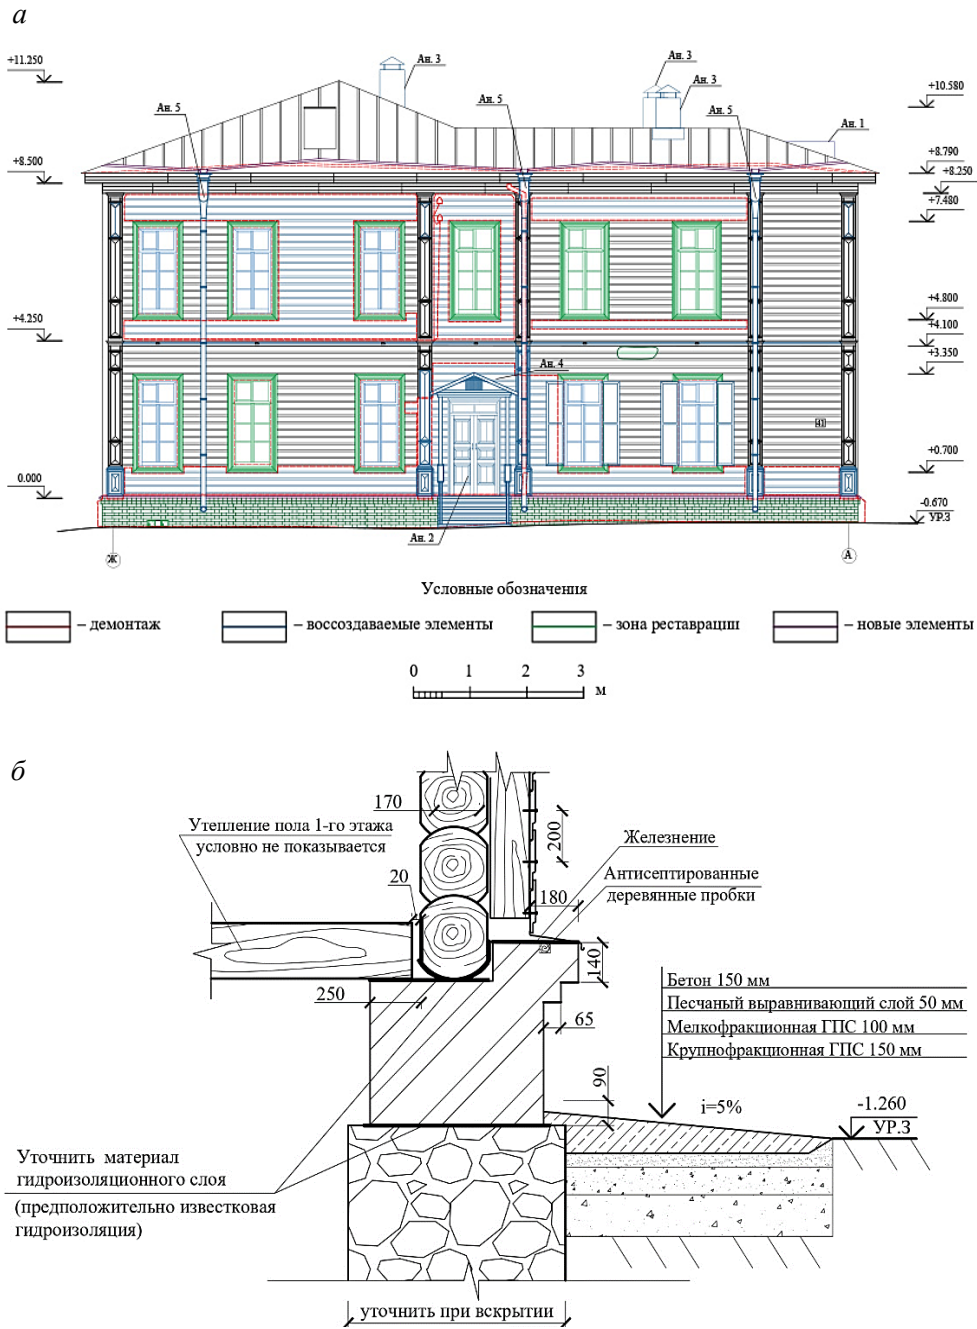 а
+11.250
Ан. 3
Ан. 3
Ан. 3
+10.580
Ан. 5
Ан. 5
Ан. 5
Ан. 1
+8.500
+8.790
+8.250
+7.480
+4.250
+4.800
+4.100
+3.350
Ан. 4
41
0.000
+0.700
-0.670
УР.З
Ан. 2
Ж
А
Условные обозначения
– демонтаж
– воссоздаваемые элементы
– зона реставрации
– новые элементы
0 1 2 3
м
б
170
Утепление пола 1-го этажа
условно не показывается
200
Железнение
20
180
Антисептированные
деревянные пробки
140
250
65
Бетон 150 мм
Песчаный выравнивающий слой 50 мм
Мелкофракционная ГПС 100 мм
Крупнофракционная ГПС 150 мм
90
i=5%
-1.260
УР.З
Уточнить материал
гидроизоляционного слоя
(предположительно известковая
гидроизоляция)
уточнить при вскрытии